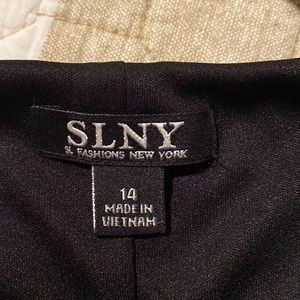 SLNY
SL FASHIONS NEW YORK
14
MADE IN
VIETNAM